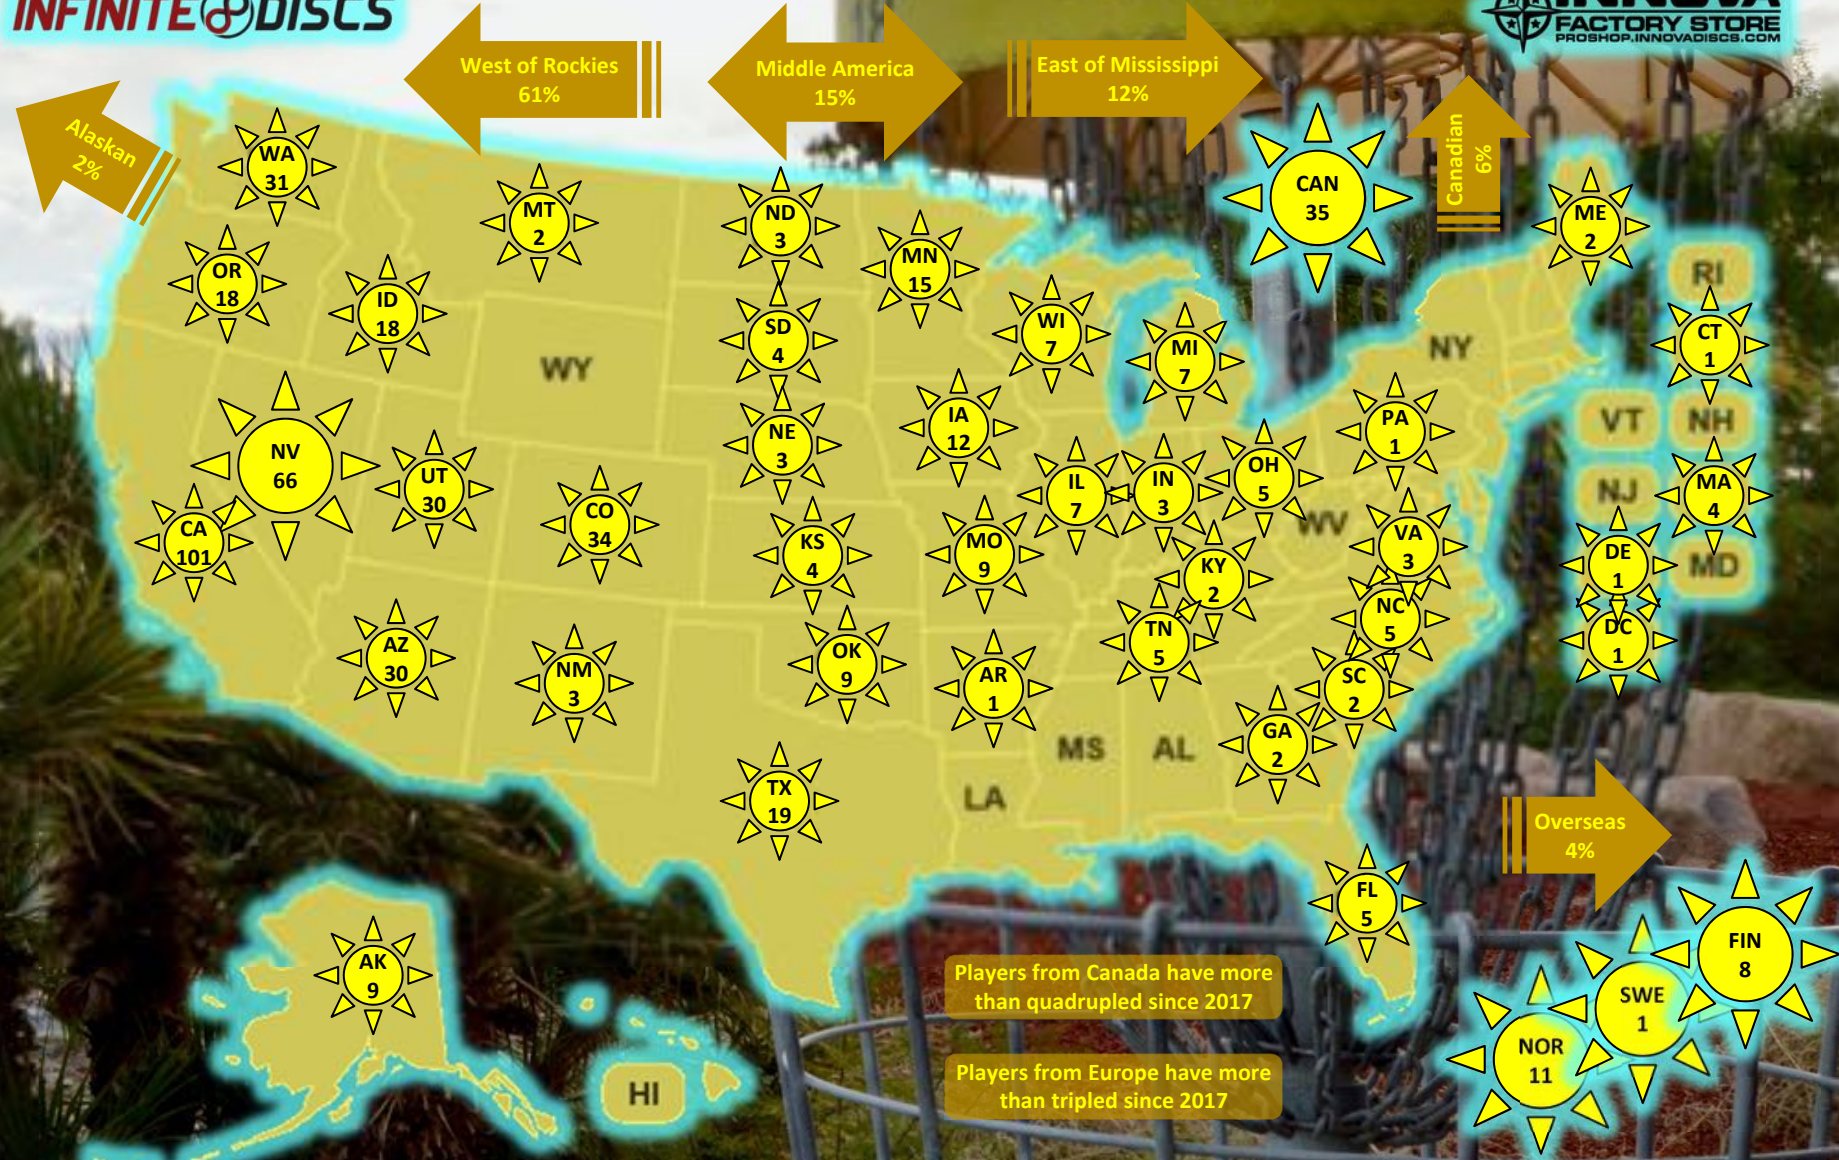 INFINITE DISCS
INNOVA
FACTORY STORE
PROSHOP.INNOVADISCS.COM
West of Rockies
61%
Middle America
15%
East of Mississippi
12%
Alaskan
2%
Canadian
6%
WA
31
MT
2
ND
3
MN
15
CAN
35
ME
2
OR
18
ID
18
SD
4
WI
7
MI
7
NY
RI
CT
1
WY
NV
66
UT
30
NE
3
IA
12
PA
1
VT
NH
CA
101
CO
34
KS
4
MO
9
IL
7
IN
3
OH
5
WV
VA
3
NJ
MA
4
KY
2
DE
1
MD
AZ
30
NM
3
OK
9
AR
1
TN
5
NC
5
SC
2
DC
1
TX
19
LA
MS
AL
GA
2
Overseas
4%
FL
5
AK
9
HI
Players from Canada have more
than quadrupled since 2017
Players from Europe have more
than tripled since 2017
NOR
11
SWE
1
FIN
8